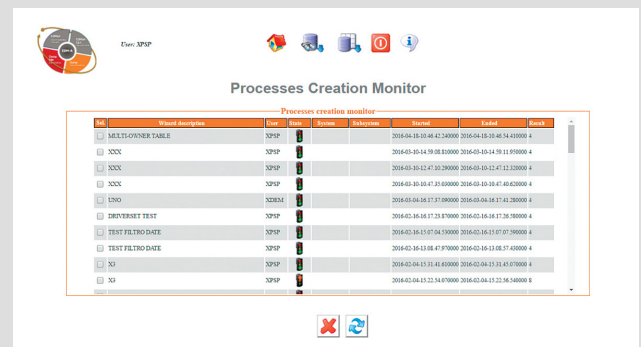 User: XPSP
Processes Creation Monitor
Processes creation monitor
Sel. Wizard description User State System Subsystem Started Ended Result
MULTI-OWNER TABLE XPSP 2016-04-18-10.46.42.240000 2016-04-18-10.46.54.410000 4
XXX XPSP 2016-03-10-14.59.08.810000 2016-03-10-14.59.11.950000 4
XXX XPSP 2016-03-10-12.47.10.290000 2016-03-10-12.47.12.320000 4
XXX XPSP 2016-03-10-10.47.35.030000 2016-03-10-10.47.40.620000 4
UNO XDEM 2016-03-04-16.17.37.090000 2016-03-04-16.17.41.280000 4
DRIVERSET TEST XPSP 2016-02-16-16.17.23.870000 2016-02-16-16.17.26.580000 4
TEST FILTRO DATE XPSP 2016-02-16-15.07.04.530000 2016-02-16-15.07.07.590000 4
TEST FILTRO DATE XPSP 2016-02-16-13.08.47.970000 2016-02-16-13.08.57.430000 4
X3 XPSP 2016-02-04-15.31.41.610000 2016-02-04-15.31.45.070000 4
X3 XPSP 2016-02-04-15.22.54.070000 2016-02-04-15.22.56.540000 8